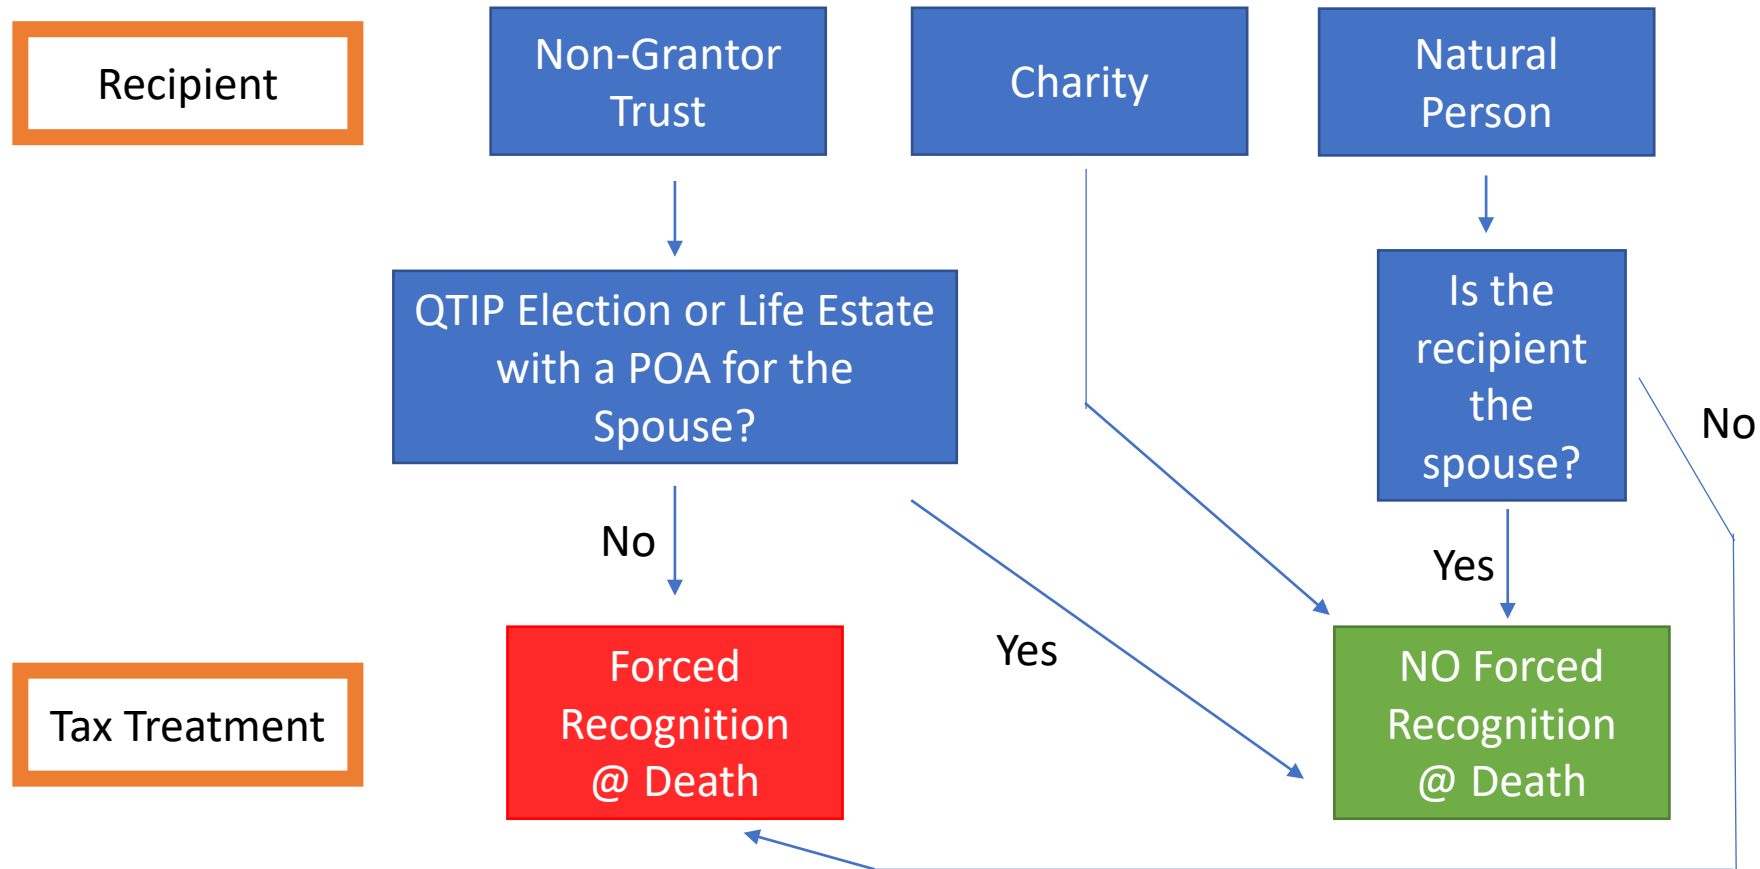 Recipient
Non-Grantor
Trust
Charity
Natural
Person
QTIP Election or Life Estate
with a POA for the
Spouse?
Is the
recipient
the
spouse?
No
No
Yes
Yes
Tax Treatment
Forced
Recognition
@ Death
NO Forced
Recognition
@ Death